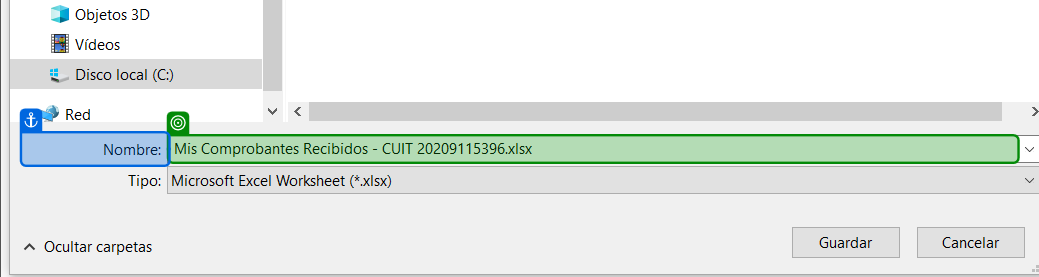 Objetos 3D
Vídeos
Disco local (C:)
Red
Nombre: Mis Comprobantes Recibidos - CUIT 20209115396.xlsx
Tipo: Microsoft Excel Worksheet (*.xlsx)
Ocultar carpetas
Guardar
Cancelar